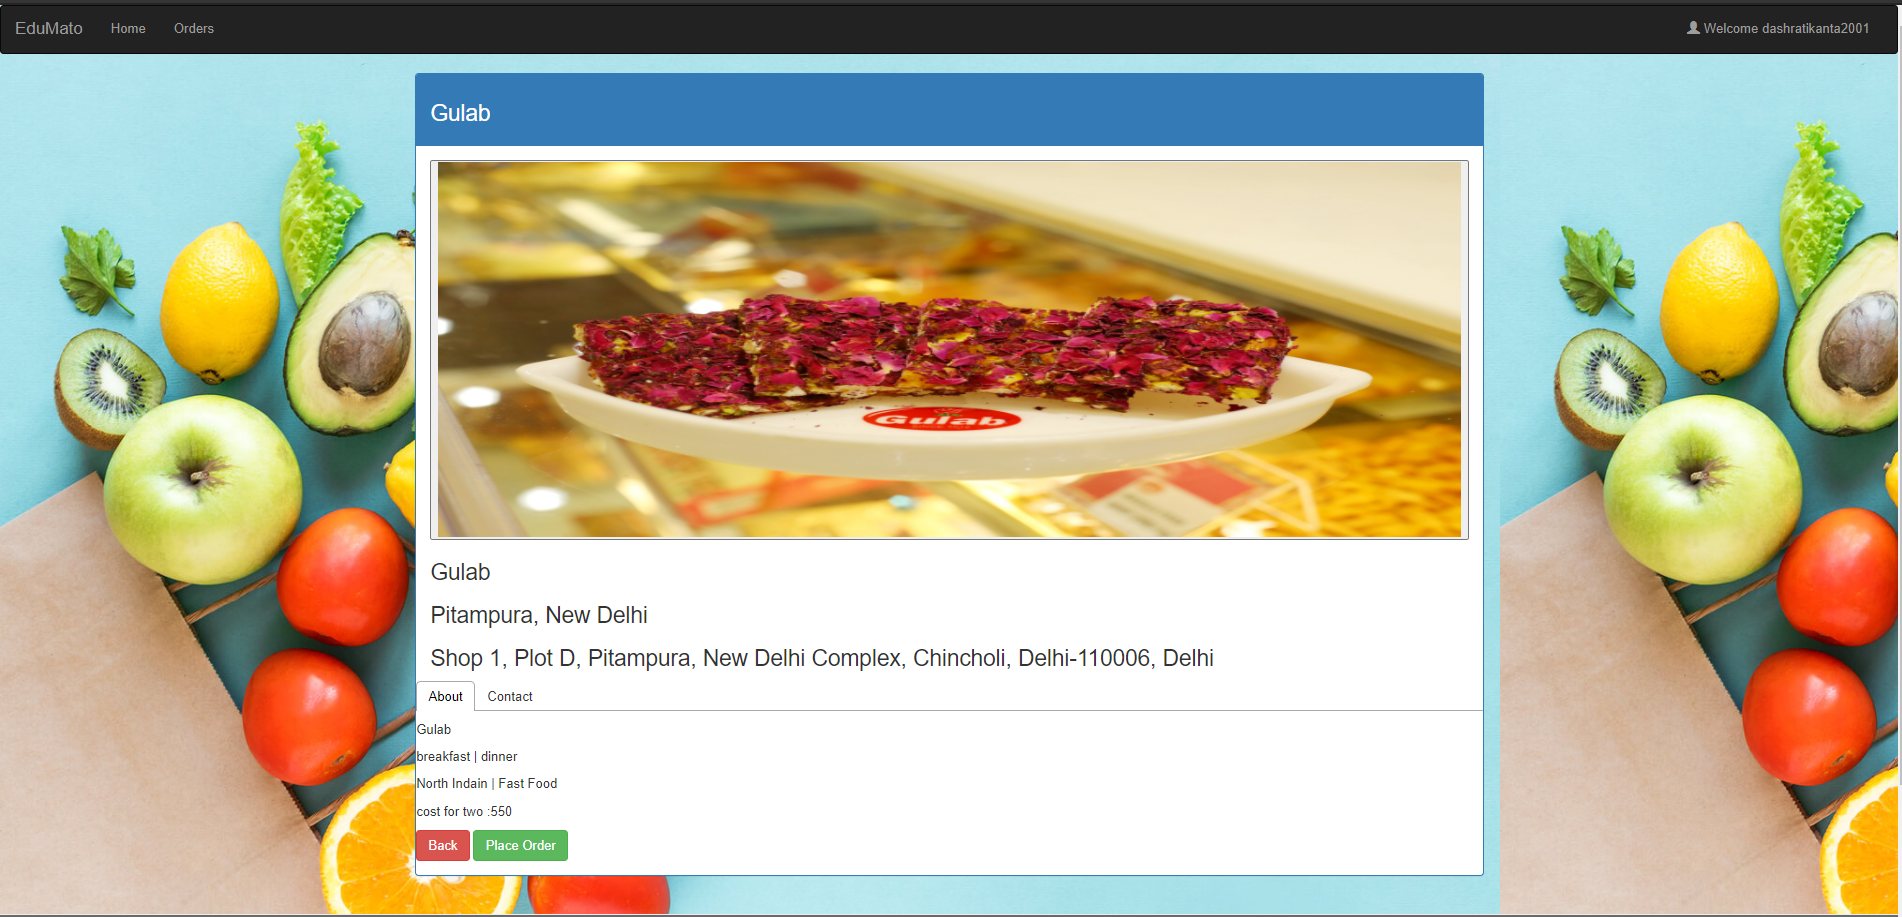 EduMato Home Orders Welcome dashratikanta2001
Gulab
Gulab
Gulab
Pitampura, New Delhi
Shop 1, Plot D, Pitampura, New Delhi Complex, Chincholi, Delhi-110006, Delhi
About Contact
Gulab
breakfast | dinner
North Indain | Fast Food
cost for two :550
Back Place Order